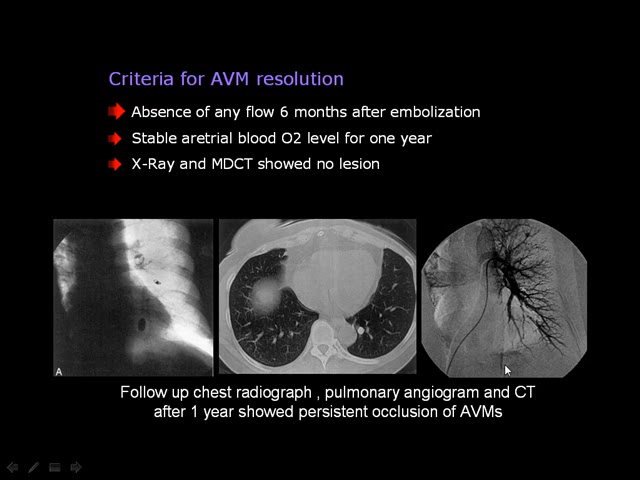 Criteria for AVM resolution
Absence of any flow 6 months after embolization
Stable aretrial blood O2 level for one year
X-Ray and MDCT showed no lesion
A
Follow up chest radiograph , pulmonary angiogram and CT
after 1 year showed persistent occlusion of AVMs